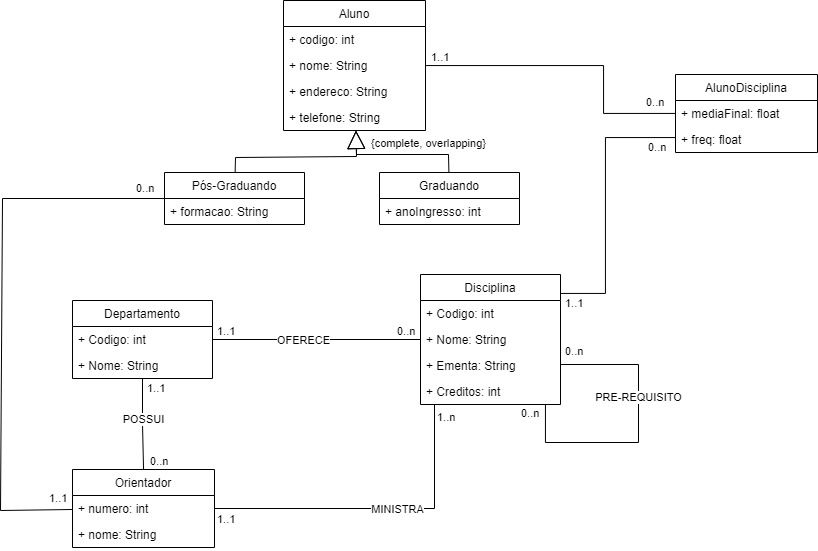 Aluno
+ codigo: int
+ nome: String
+ endereco: String
+ telefone: String
1..1
0..n
AlunoDisciplina
+ mediaFinal: float
+ freq: float
0..n
{complete, overlapping}
0..n
Pós-Graduando
+ formacao: String
Graduando
+ anoIngresso: int
Departamento
+ Codigo: int
+ Nome: String
1..1
OFERECE
0..n
Disciplina
+ Codigo: int
+ Nome: String
+ Ementa: String
+ Creditos: int
1..1
0..n
PRE-REQUISITO
0..n
1..n
1..1
POSSUI
0..n
Orientador
+ numero: int
+ nome: String
1..1
1..1
MINISTRA